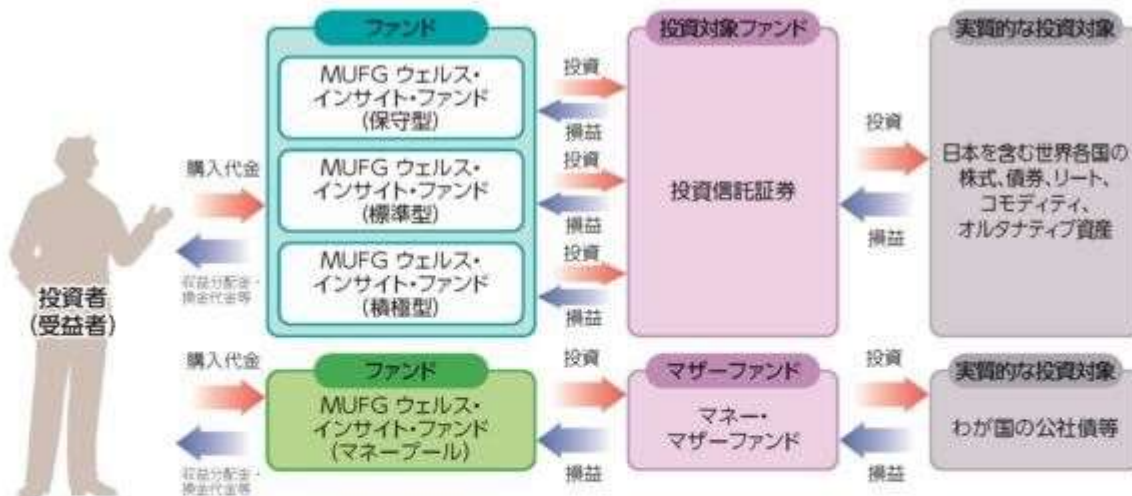 ファンド
投資対象ファンド
実質的な投資対象
MUFG ウェルス・
インサイト・ファンド
(保守型)
投資
損益
MUFG ウェルス・
インサイト・ファンド
(標準型)
投資
損益
MUFG ウェルス・
インサイト・ファンド
(積極型)
投資
損益
投資信託証券
投資
損益
日本を含む世界各国の
株式、債券、リート、
コモディティ、
オルタナティブ資産
購入代金
収益分配金・
換金代金等
投資者
(受益者)
購入代金
収益分配金・
換金代金等
ファンド
MUFG ウェルス・
インサイト・ファンド
(マネープール)
投資
損益
マザーファンド
マネー・
マザーファンド
投資
損益
実質的な投資対象
わが国の公社債等